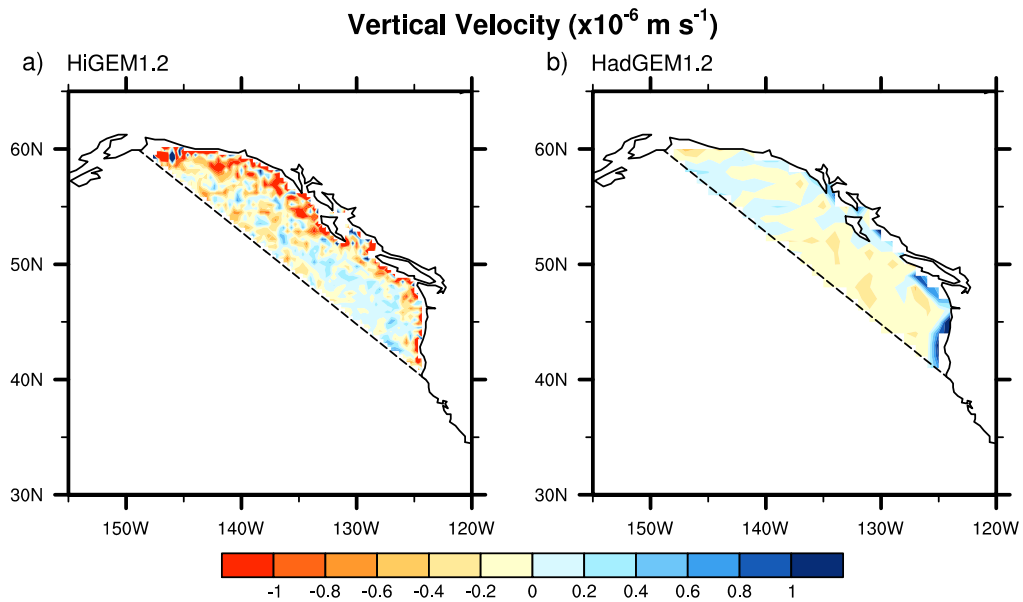 Vertical Velocity (x10⁻⁶ m s⁻¹)
a) HiGEM1.2
b) HadGEM1.2
60N
50N
40N
30N
150W 140W 130W 120W
60N
50N
40N
30N
150W 140W 130W 120W
-1 -0.8 -0.6 -0.4 -0.2 0 0.2 0.4 0.6 0.8 1